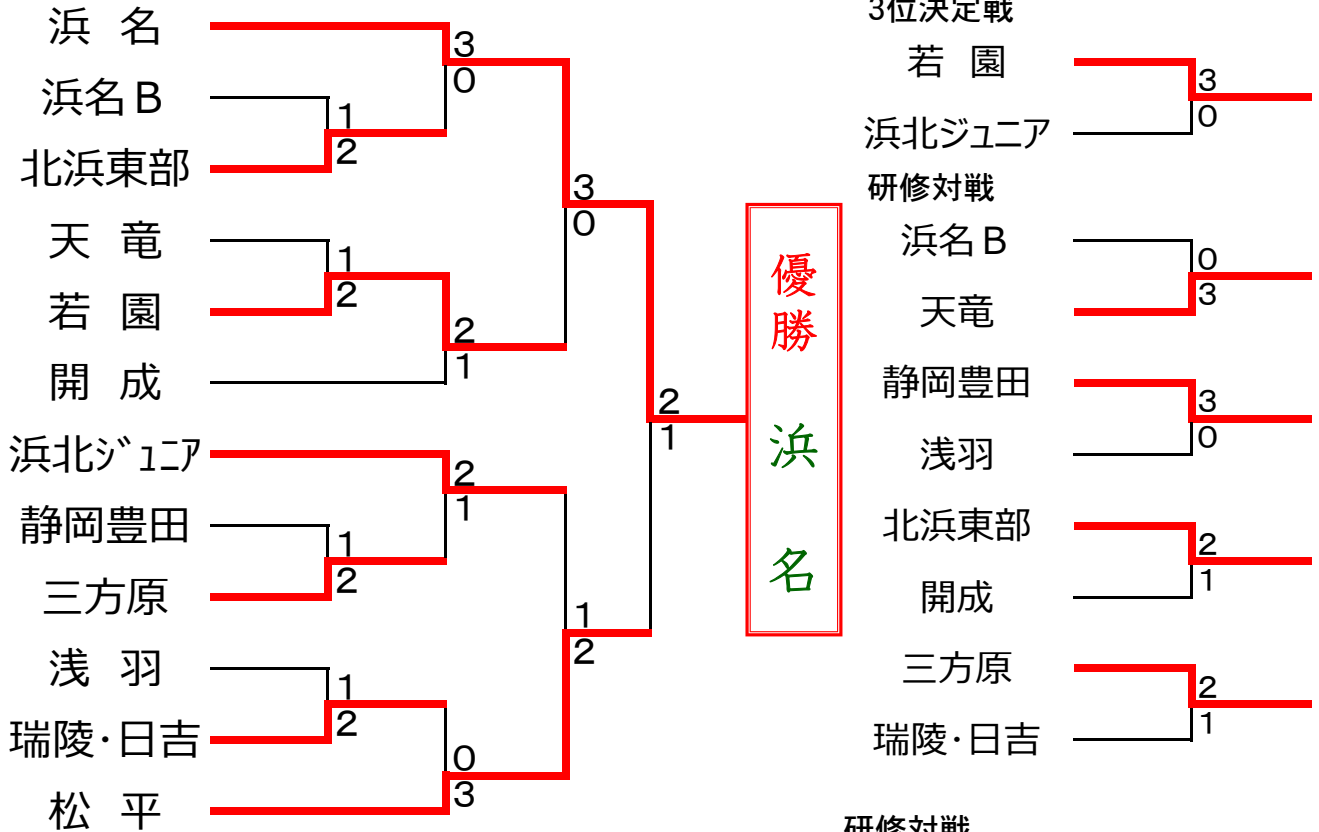 浜 名
3
0
浜名B
1
2
北浜東部
3
0
天 竜
1
2
若 園
2
1
開 成
2
1
浜北ジュニア
2
1
静岡豊田
1
2
三方原
1
2
浅 羽
1
2
瑞陵・日吉
0
3
松 平
優勝 浜名
3位決定戦
若 園
3
0
浜北ジュニア
研修対戦
浜名B
0
3
天竜
静岡豊田
3
0
浅羽
北浜東部
2
1
開成
三方原
2
1
瑞陵・日吉
研修対戦